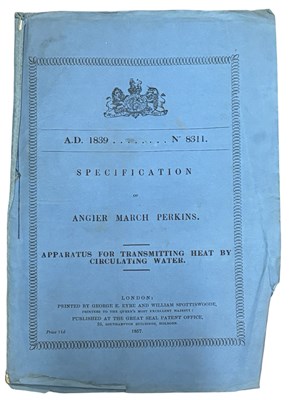 A.D. 1839 . . . . . . . . Nº 8311.
SPECIFICATION
OF
ANGIER MARCH PERKINS.
APPARATUS FOR TRANSMITTING HEAT BY
CIRCULATING WATER.
LONDON:
PRINTED BY GEORGE E. EYRE AND WILLIAM SPOTTISWOODE,
PRINTERS TO THE QUEEN'S MOST EXCELLENT MAJESTY:
PUBLISHED AT THE GREAT SEAL PATENT OFFICE,
25, SOUTHAMPTON BUILDINGS, HOLBORN.
1857.
Price